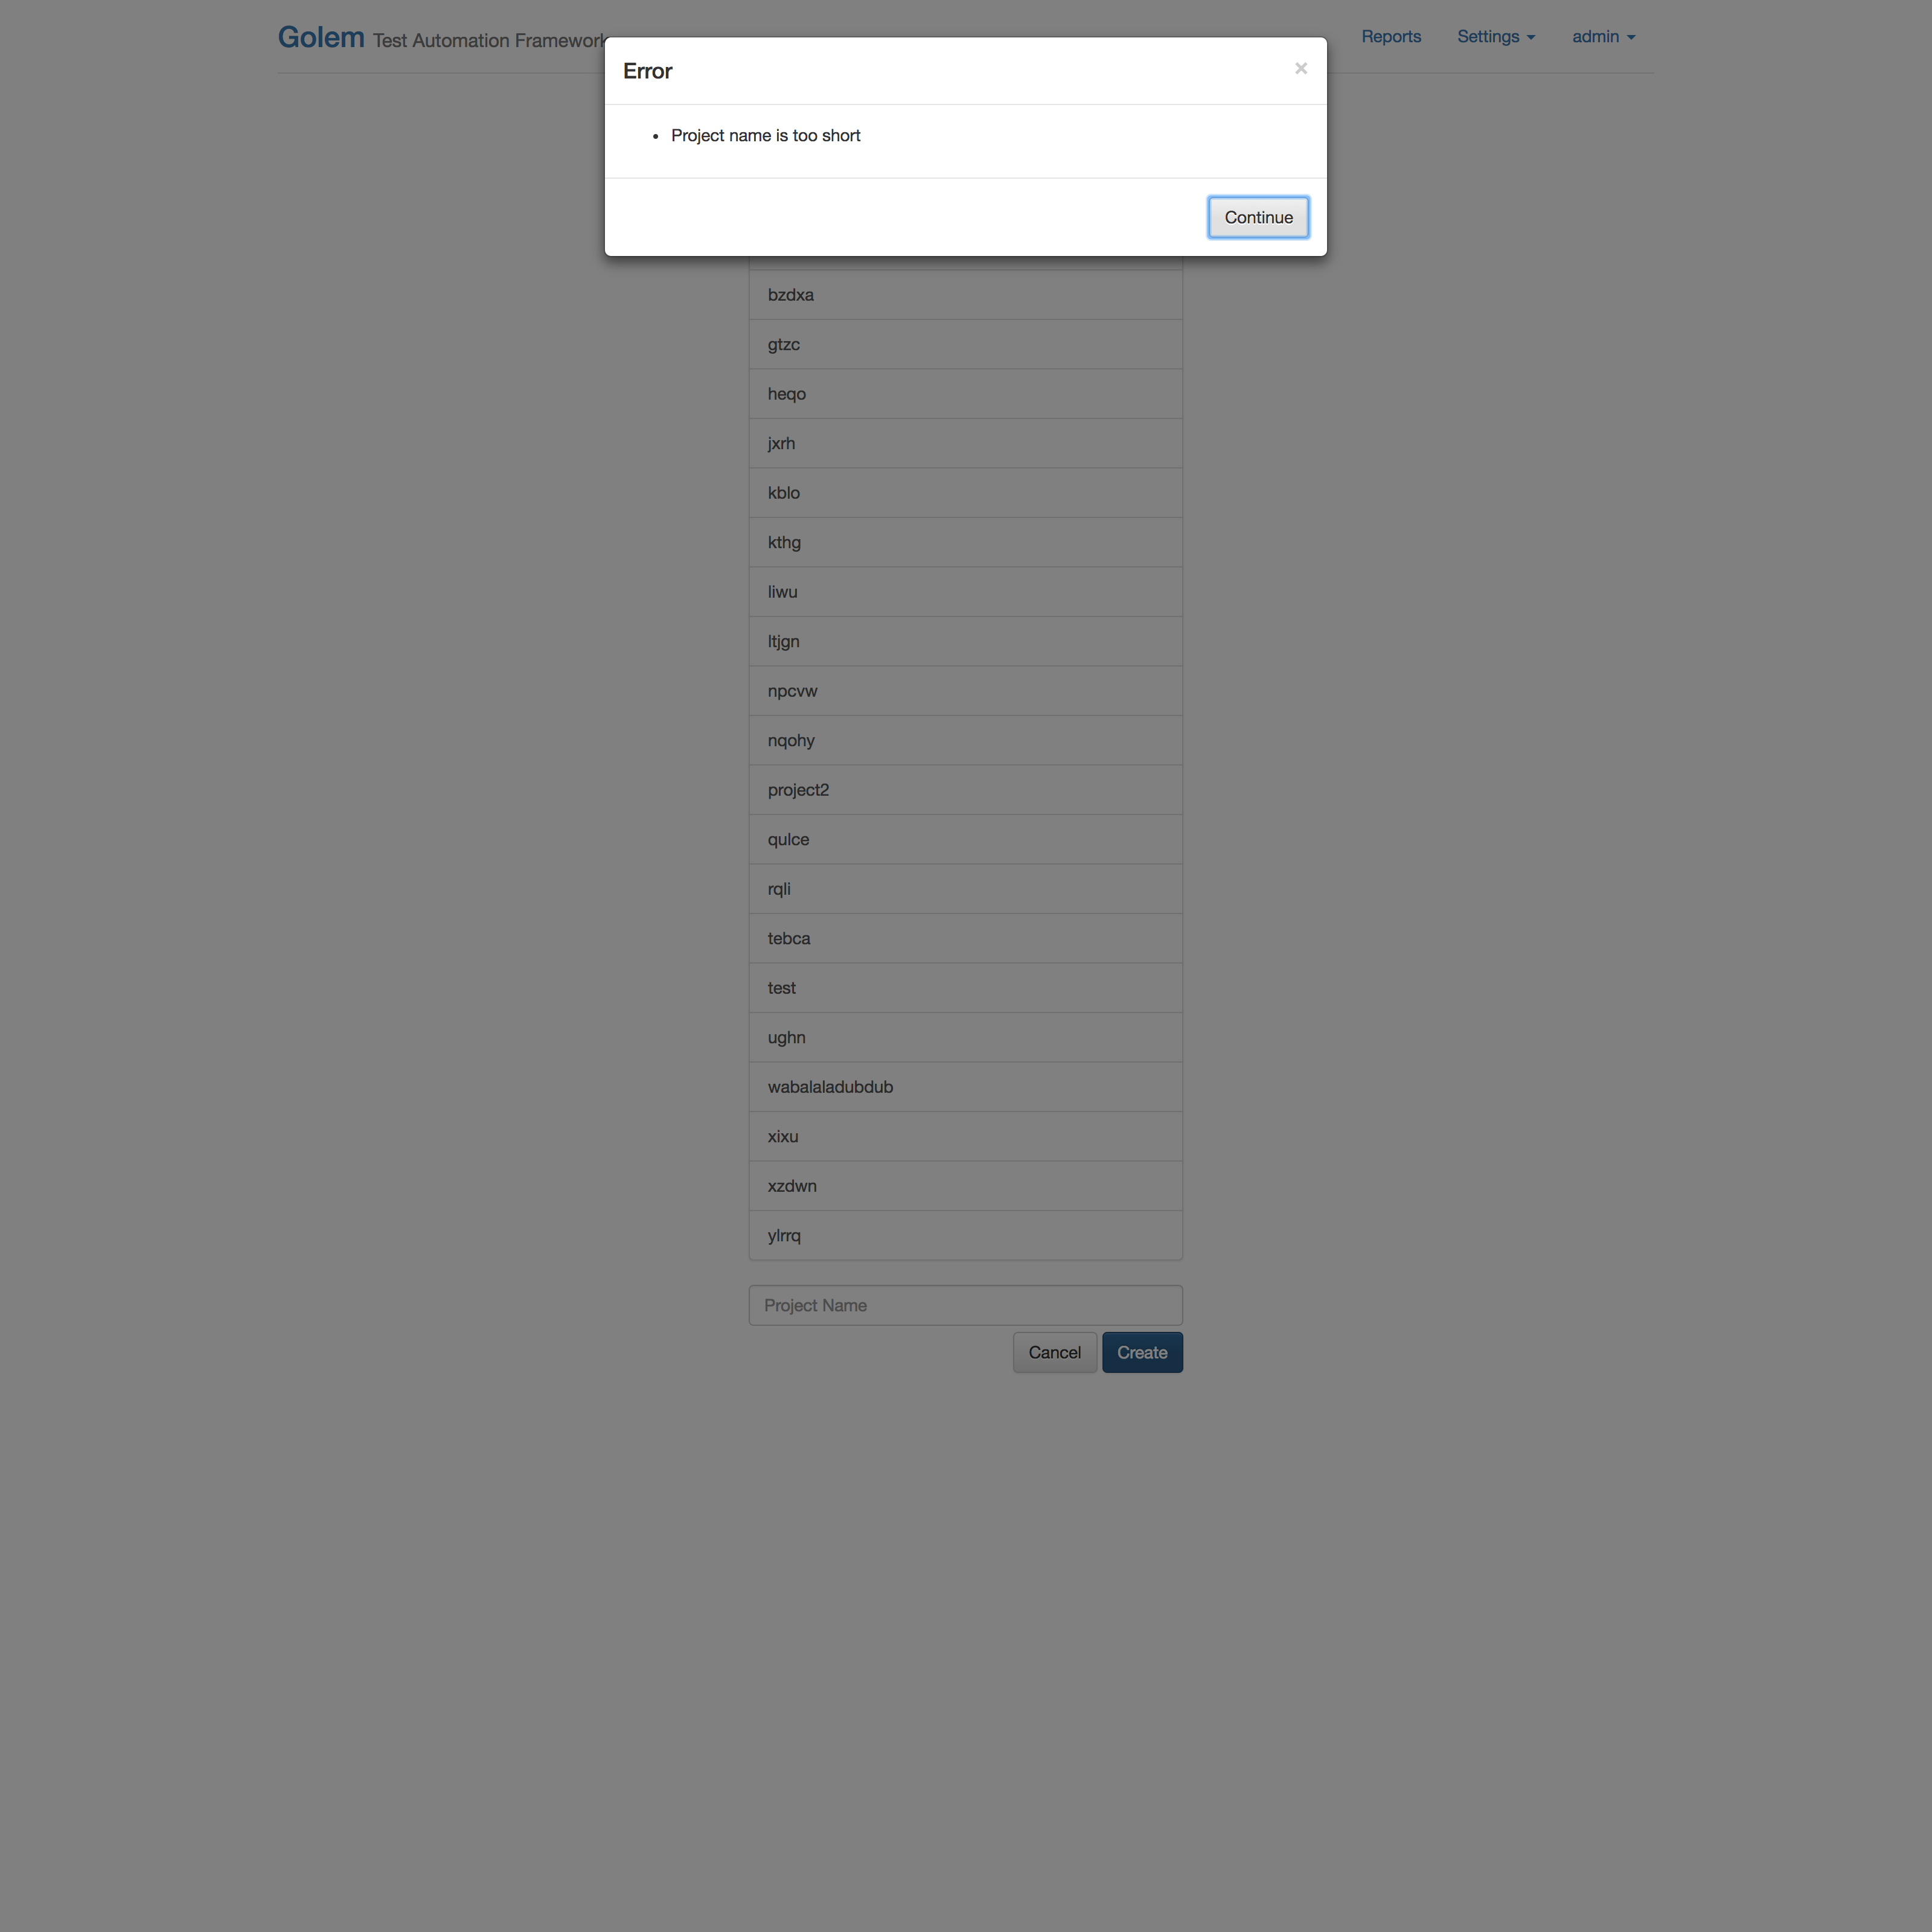 Golem Test Automation Framework
Reports Settings admin
Error
×
Project name is too short
Continue
bzdxa
gtzc
heqo
jxrh
kblo
kthg
liwu
ltjgn
npcvw
nqohy
project2
qulce
rqli
tebca
test
ughn
wabalaladubdub
xixu
xzdwn
ylrrq
Project Name
Cancel Create